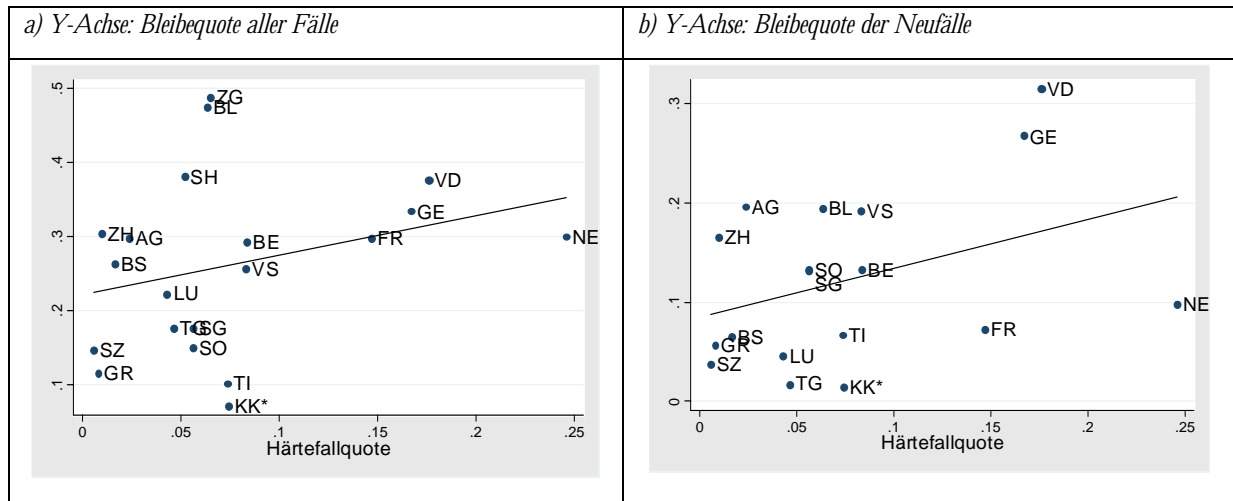 a) Y-Achse: Bleibequote aller Fälle
b) Y-Achse: Bleibequote der Neufälle
.5
ZG
BL
.4
SH
VD
GE
.3
ZH
AG
BE
FR
NE
BS
VS
LU
.2
TG
SG
SO
SZ
GR
.1
TI
KK*
0
.05
.1
.15
.2
.25
Härtefallquote
VD
.3
GE
.2
AG
BL
VS
ZH
SO
BE
SG
.1
NE
BS
TI
FR
GR
LU
SZ
TG
KK*
0
0
.05
.1
.15
.2
.25
Härtefallquote